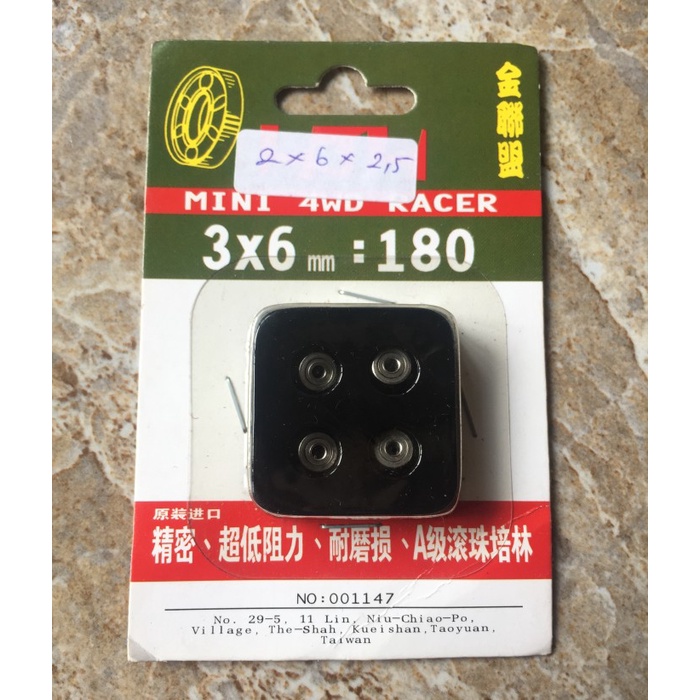 金聯盟
2 x 6 x 2,5
MINI 4WD RACER
3x6 mm :180
原装进口
精密、超低阻力、耐磨损、A级滚珠培林
NO:001147
No. 29-5, 11 Lin, Niu-Chiao-Po,
Village, The-Shah, Kueishan,Taoyuan,
Taiwan